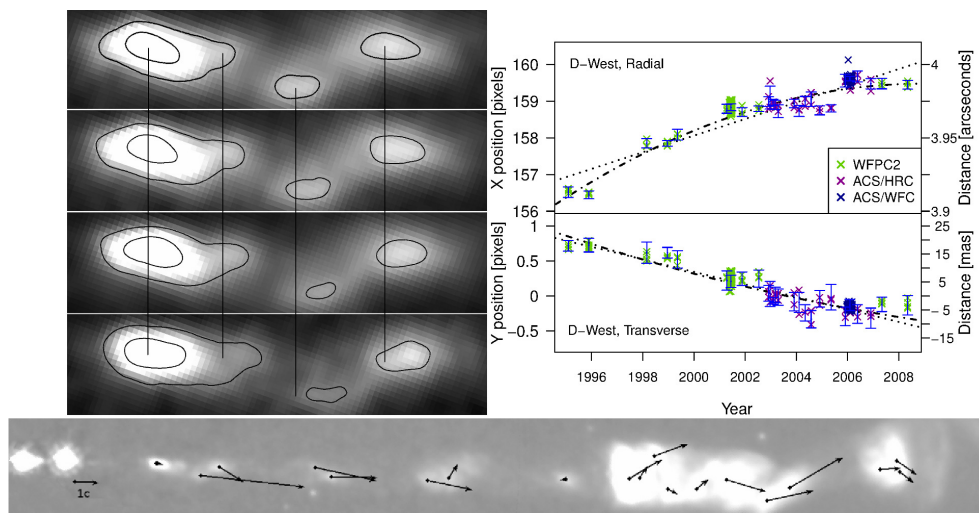 D−West, Radial
X position [pixels]
160
159
158
157
156
Distance [arcseconds]
4
3.95
3.9
WFPC2
ACS/HRC
ACS/WFC
Y position [pixels]
1
0.5
0
−0.5
Distance [mas]
25
15
5
−5
−15
D−West, Transverse
1996 1998 2000 2002 2004 2006 2008
Year
1c